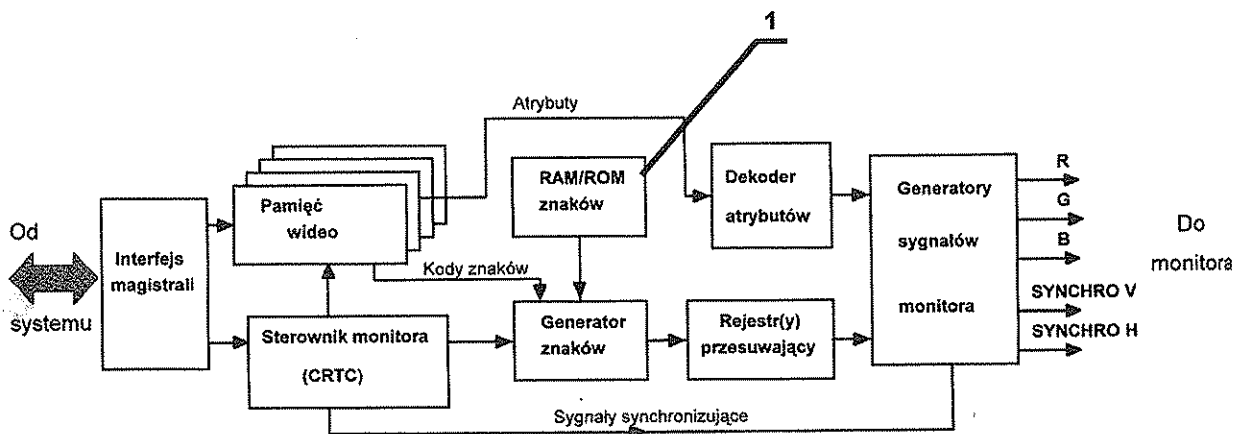 1
Atrybuty
RAM/ROM
znaków
Dekoder
atrybutów
Generatory
sygnałów
monitora
R
G
B
SYNCHRO V
SYNCHRO H
Do
monitora
Od
systemu
Interfejs
magistrali
Pamięć
wideo
Kody znaków
Sterownik monitora
(CRTC)
Generator
znaków
Rejestr(y)
przesuwający
Sygnały synchronizujące